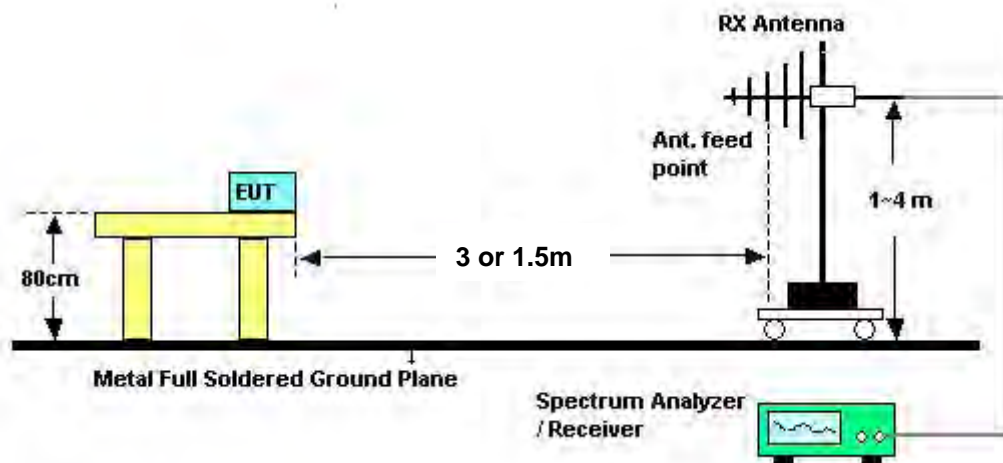 RX Antenna
Ant. feed
point
EUT
1~4 m
3 or 1.5m
80cm
Metal Full Soldered Ground Plane
Spectrum Analyzer
/ Receiver